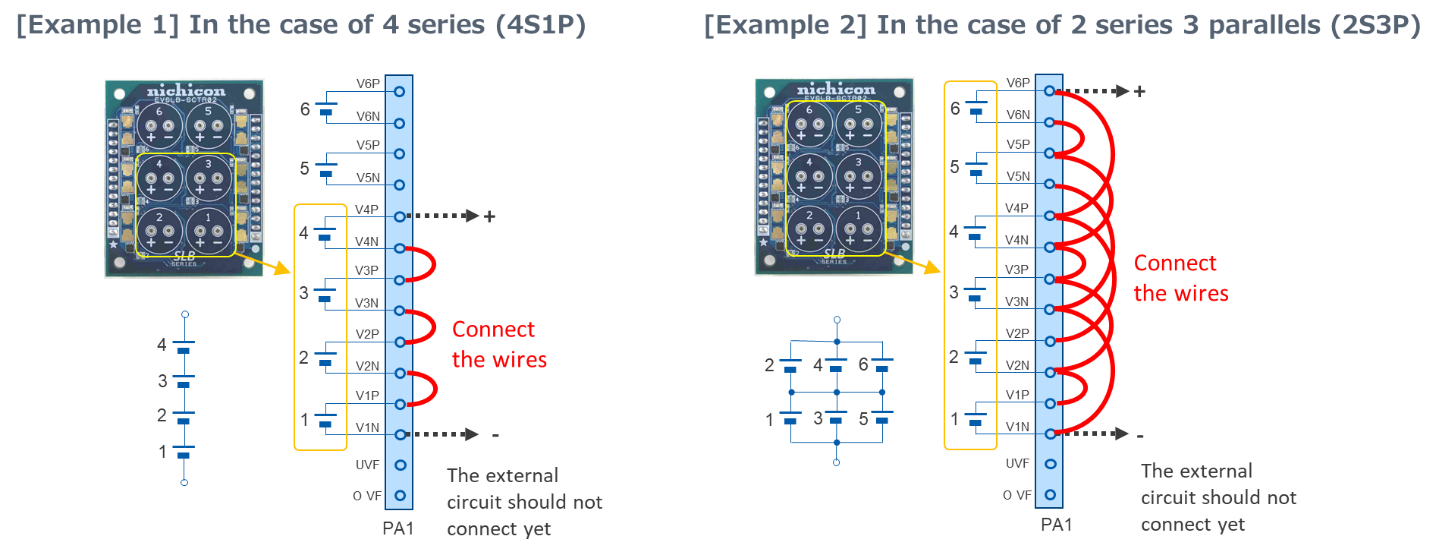 [Example 1] In the case of 4 series (4S1P)
nichicon
EVSLB-6CTR02
6 5
+ − + −
4 3
+ − + −
2 1
+ − + −
SLB
SERIES
4
3
2
1
6
5
4
3
2
1
V6P
V6N
V5P
V5N
V4P
V4N
V3P
V3N
V2P
V2N
V1P
V1N
UVF
O VF
PA1
+
Connect
the wires
-
The external
circuit should not
connect yet
[Example 2] In the case of 2 series 3 parallels (2S3P)
nichicon
EVSLB-6CTR02
6 5
+ − + −
4 3
+ − + −
2 1
+ − + −
SLB
SERIES
2 4 6
1 3 5
6
5
4
3
2
1
V6P
V6N
V5P
V5N
V4P
V4N
V3P
V3N
V2P
V2N
V1P
V1N
UVF
O VF
PA1
+
Connect
the wires
-
The external
circuit should not
connect yet